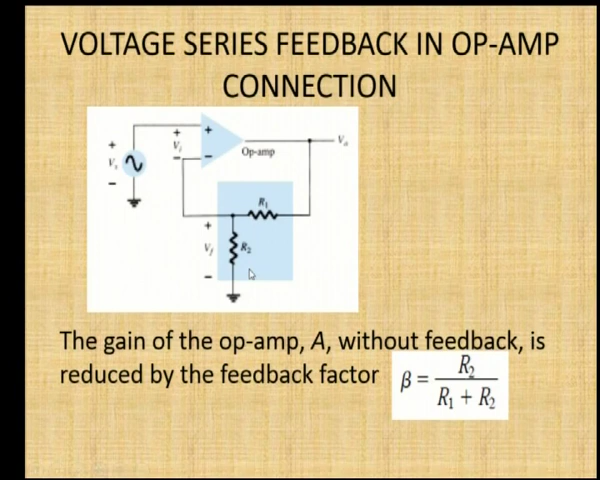 VOLTAGE SERIES FEEDBACK IN OP-AMP
CONNECTION
+
+
+
Vs
Vi
Vo
Op-amp
R1
+
Vf
R2
The gain of the op-amp, A, without feedback, is
reduced by the feedback factor
β = R2 / R1 + R2